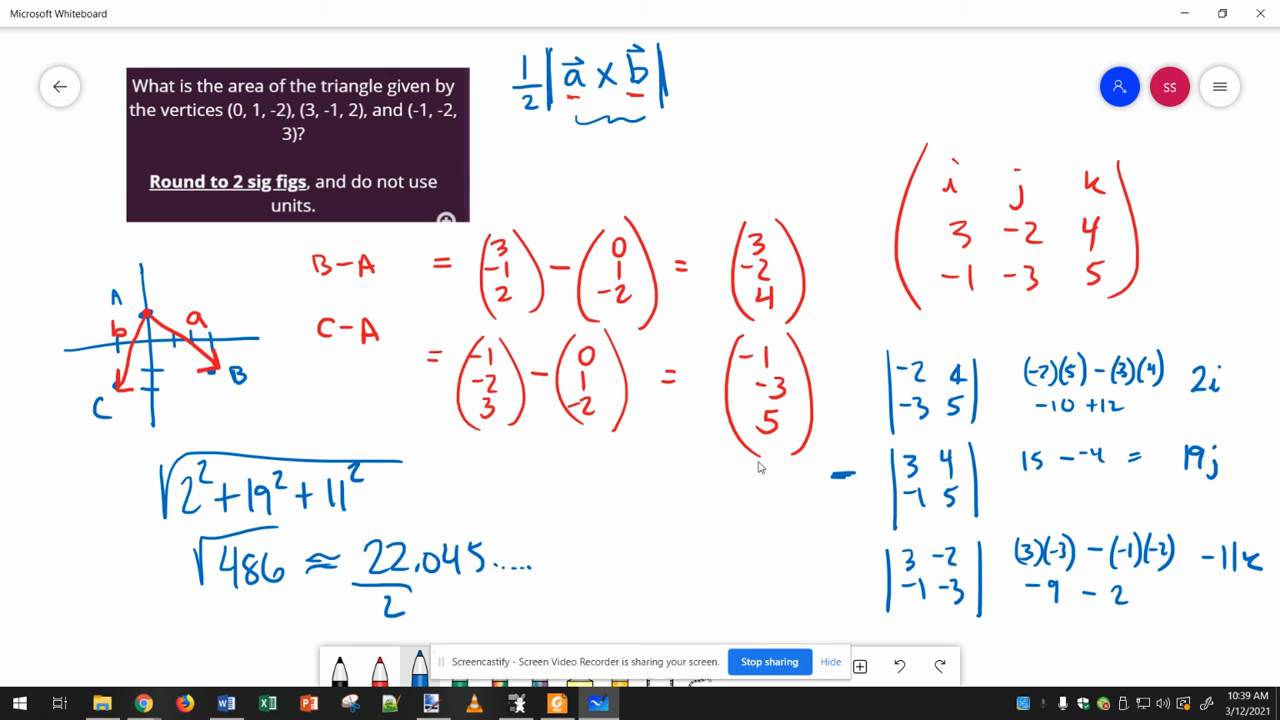 Microsoft Whiteboard
SS
What is the area of the triangle given by
the vertices (0, 1, -2), (3, -1, 2), and (-1, -2,
3)?
Round to 2 sig figs, and do not use
units.
1/2 | a⃗ × b⃗ |
B-A = (3 -1 2) - (0 1 -2) = (3 -2 4)
C-A = (-1 -2 3) - (0 1 -2) = (-1 -3 5)
A
b
a
B
C
i j k
3 -2 4
-1 -3 5
|-2 4| (-2)(5) - (3)(4) 2i
|-3 5| -10 +12
- |3 4| 15 - -4 = 19j
|-1 5|
|3 -2| (3)(-3) - (-1)(-2) -11k
|-1 -3| -9 - 2
√2² + 19² + 11²
√486 ≈ 22.045.....
2
Screencastify - Screen Video Recorder is sharing your screen.
Stop sharing
Hide
10:39 AM
3/12/2021